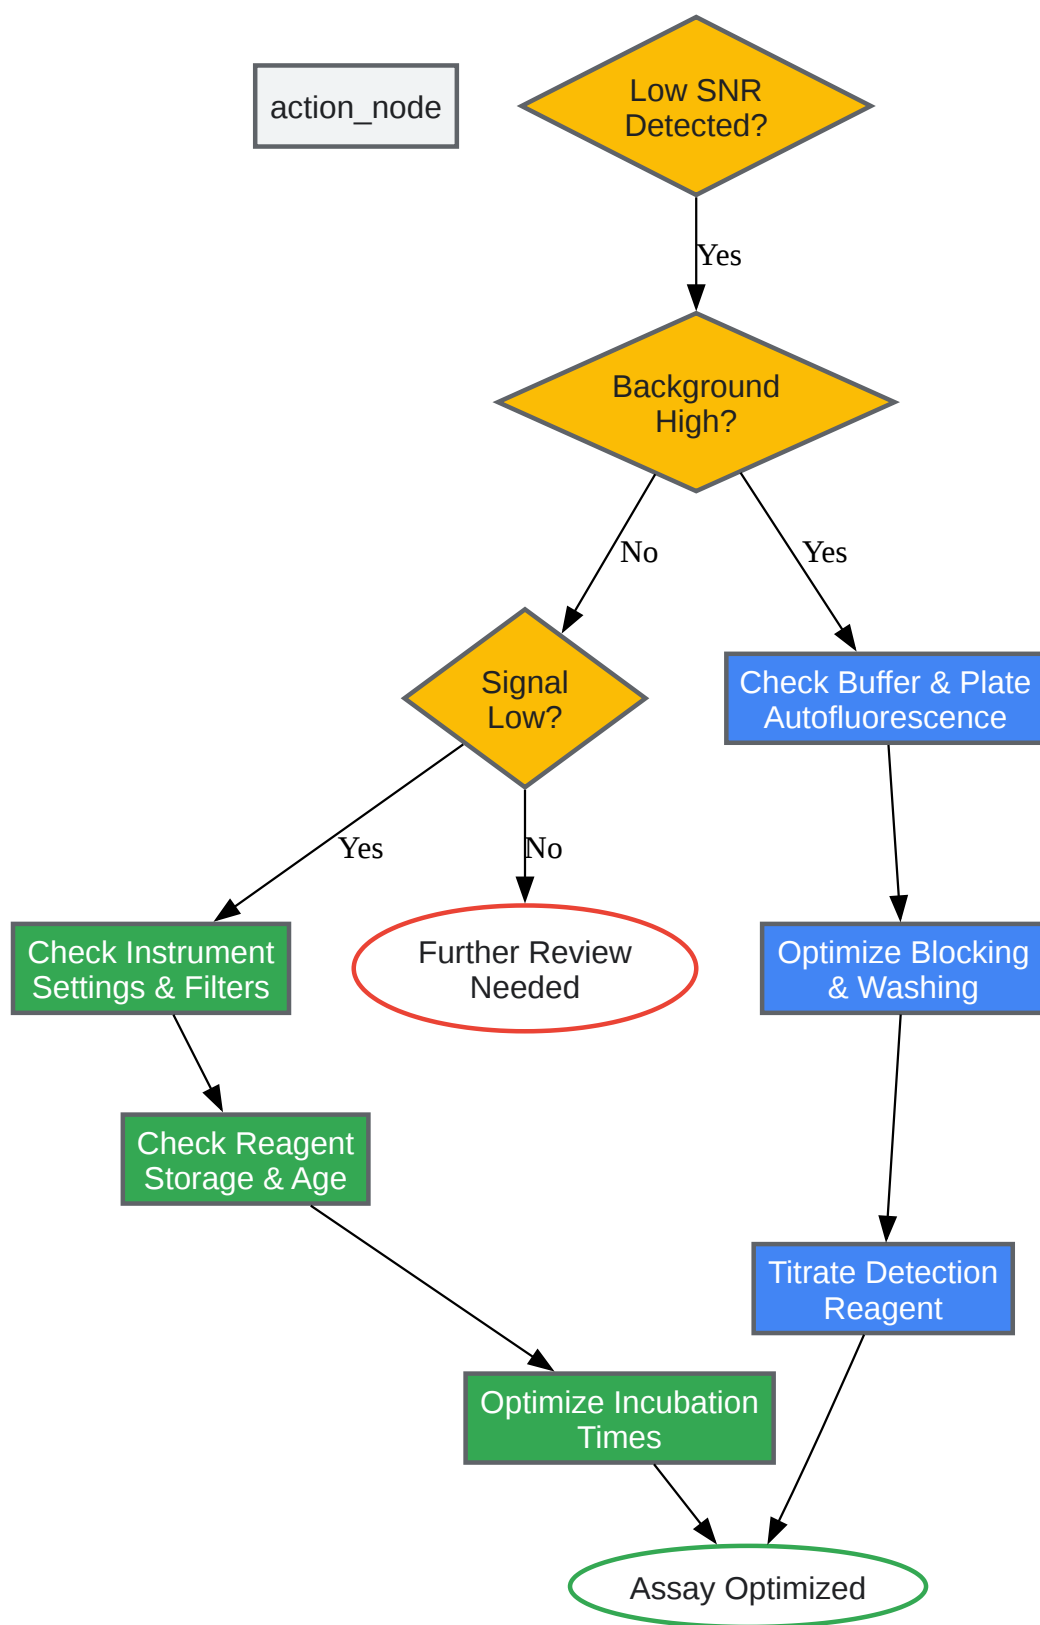 action_node
Low SNR
Detected?
Yes
Background
High?
No
Yes
Signal
Low?
Check Buffer & Plate
Autofluorescence
Yes
No
Check Instrument
Settings & Filters
Further Review
Needed
Optimize Blocking
& Washing
Check Reagent
Storage & Age
Titrate Detection
Reagent
Optimize Incubation
Times
Assay Optimized